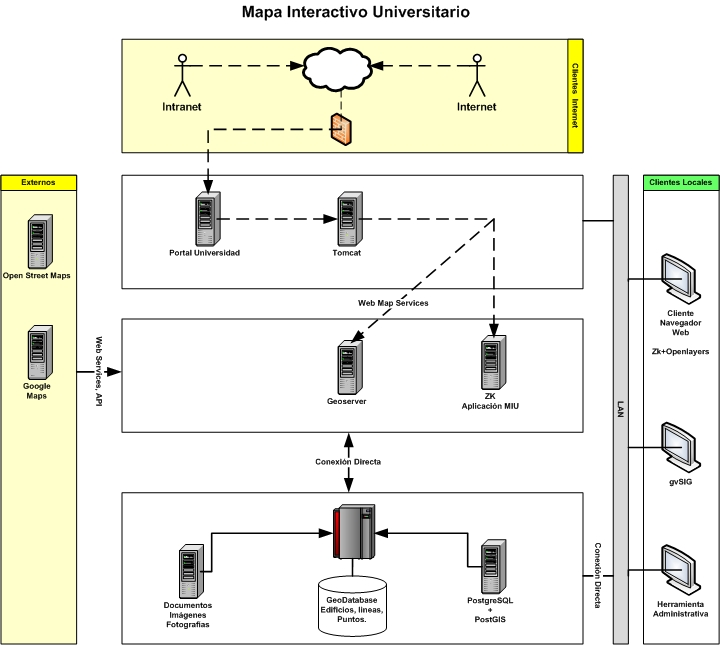 Mapa Interactivo Universitario
Clientes Internet
Intranet
Internet
Externos
Open Street Maps
Google
Maps
Web Services, API
Portal Universidad
Tomcat
Web Map Services
Geoserver
ZK
Aplicación MIU
Conexión Directa
Documentos
Imágenes
Fotografías
GeoDatabase
Edificios, líneas,
Puntos.
PostgreSQL
+
PostGIS
Conexión Directa
LAN
Clientes Locales
Cliente
Navegador
Web
Zk+Openlayers
gvSIG
Herramienta
Administrativa